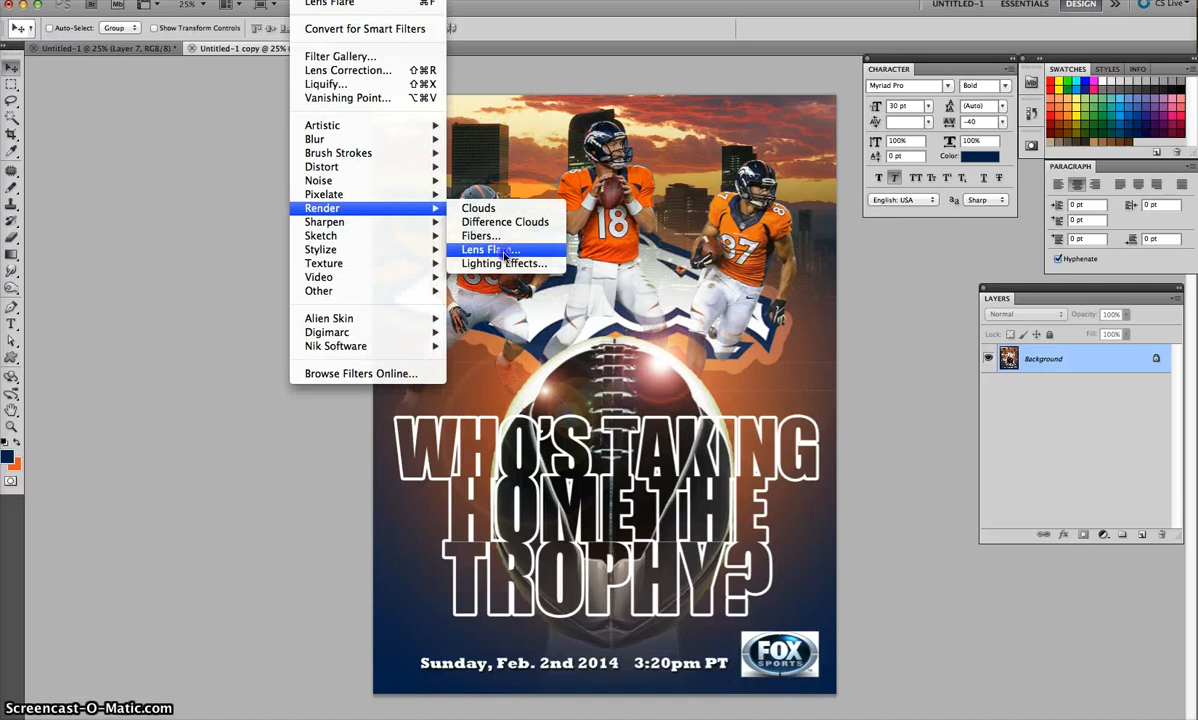 Lens Flare ⌘F
25%
UNTITLED-1 ESSENTIALS DESIGN >> CS Live
Auto-Select: Group Show Transform Controls
Untitled-1 @ 25% (Layer 7, RGB/8) * Untitled-1 copy @ 25%
Convert for Smart Filters
Filter Gallery...
Lens Correction... ⇧⌘R
Liquify... ⇧⌘X
Vanishing Point... ⌥⌘V
Artistic
Blur
Brush Strokes
Distort
Noise
Pixelate
Render
Sharpen
Sketch
Stylize
Texture
Video
Other
Alien Skin
Digimarc
Nik Software
Browse Filters Online...
Clouds
Difference Clouds
Fibers...
Lens Flare...
Lighting Effects...
CHARACTER
Myriad Pro Bold
30 pt (Auto)
-40
100% 100%
0 pt Color:
English: USA Sharp
SWATCHES STYLES INFO
PARAGRAPH
0 pt 0 pt
0 pt
0 pt 0 pt
Hyphenate
LAYERS
Normal Opacity: 100%
Lock: Fill: 100%
Background
18
87
WHO'S TAKING
HOME THE
TROPHY?
Sunday, Feb. 2nd 2014 3:20pm PT
FOX
SPORTS
Screencast-O-Matic.com